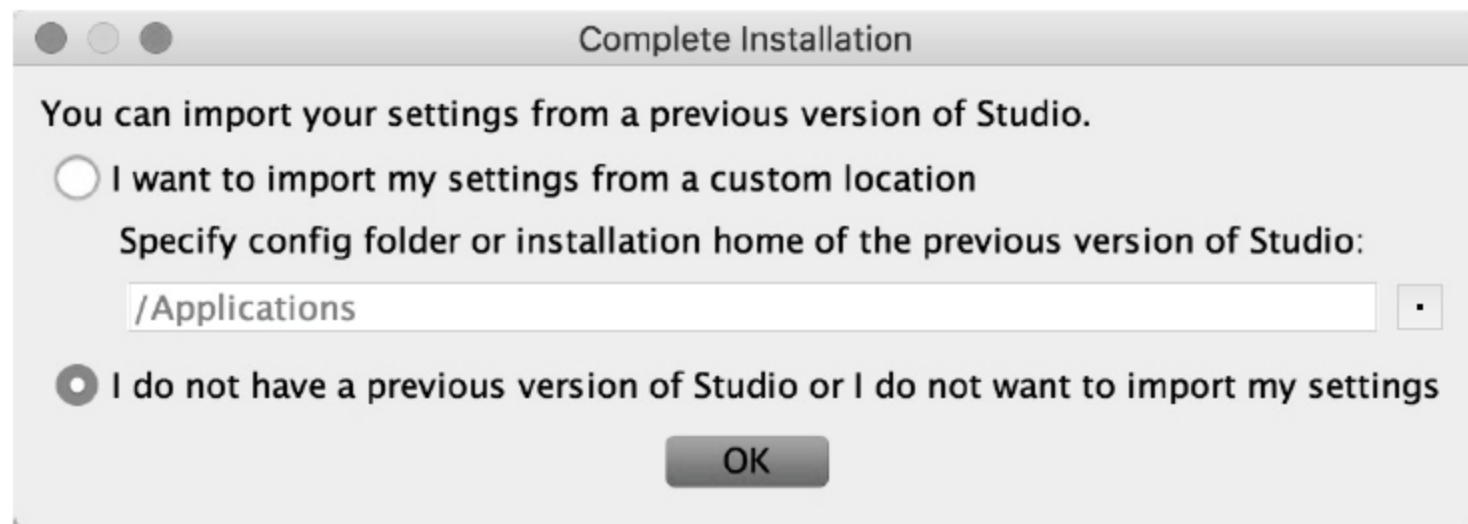 Complete Installation
You can import your settings from a previous version of Studio.
I want to import my settings from a custom location
Specify config folder or installation home of the previous version of Studio:
/Applications
I do not have a previous version of Studio or I do not want to import my settings
OK